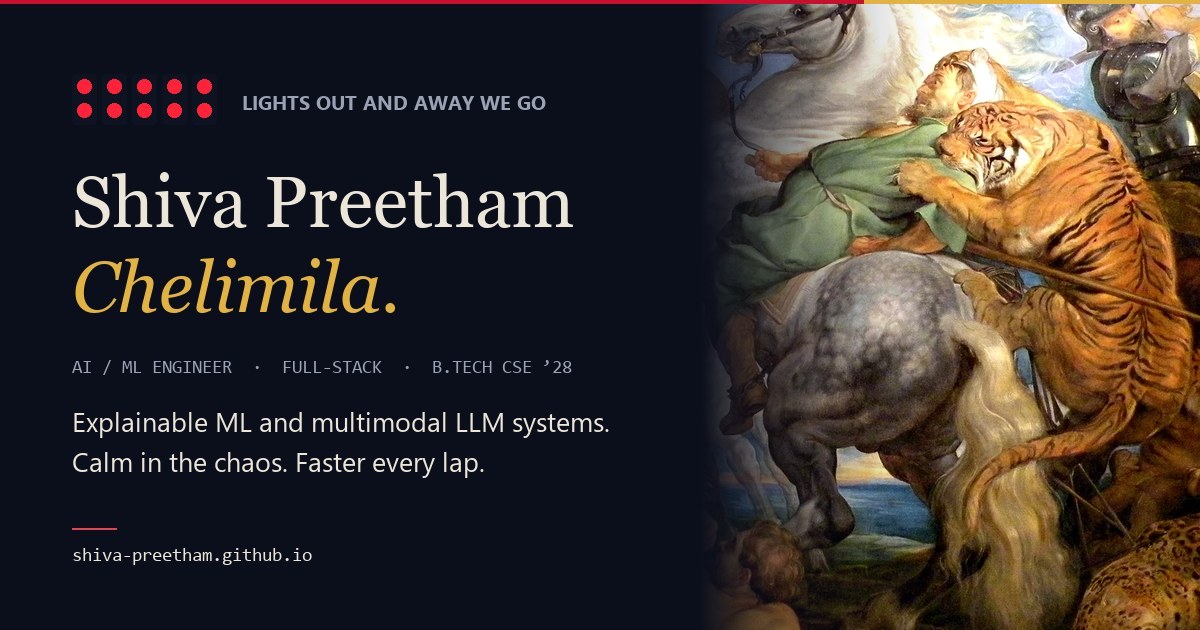 LIGHTS OUT AND AWAY WE GO
Shiva Preetham
Chelimila.
AI / ML ENGINEER · FULL-STACK · B.TECH CSE ’28
Explainable ML and multimodal LLM systems.
Calm in the chaos. Faster every lap.
shiva-preetham.github.io